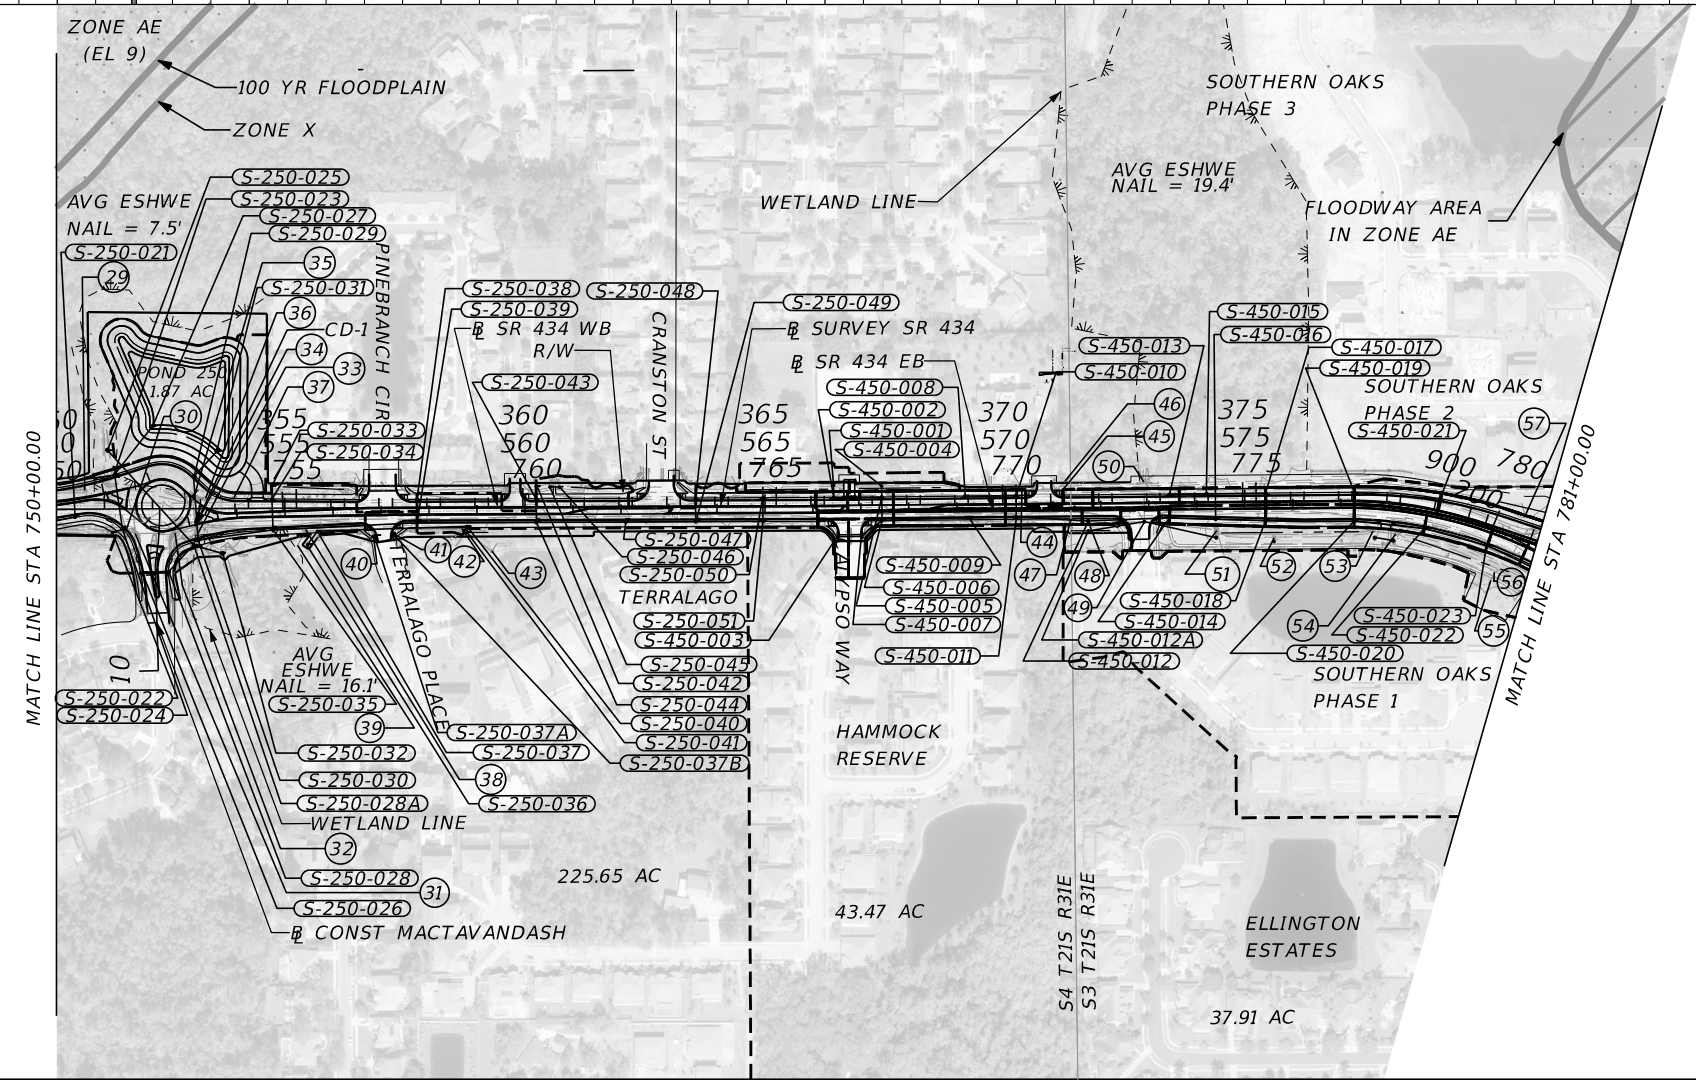 ZONE AE
(EL 9)
100 YR FLOODPLAIN
ZONE X
SOUTHERN OAKS
PHASE 3
AVG ESHWE
NAIL = 19.4'
WETLAND LINE
FLOODWAY AREA
IN ZONE AE
S-250-025
S-250-023
S-250-027
S-250-029
AVG ESHWE
NAIL = 7.5'
S-250-021
29
35
S-250-031
36
CD-1
34
33
37
POND 250
1.87 AC
30
PINEBRANCH CIR
S-250-033
S-250-034
355
555
S-250-038
S-250-039
S-250-048
BL SR 434 WB
R/W
S-250-043
CRANSTON ST
360
560
760
S-250-049
BL SURVEY SR 434
BL SR 434 EB
S-450-008
S-450-002
S-450-001
S-450-004
365
565
765
370
570
770
S-450-013
S-450-010
46
45
50
S-450-015
S-450-016
S-450-017
S-450-019
SOUTHERN OAKS
PHASE 2
S-450-021
57
375
575
775
900
780
MATCH LINE STA 750+00.00
MATCH LINE STA 781+00.00
40
41
42
43
TERRALAGO PLACE
S-250-047
S-250-046
S-250-050
TERRALAGO
S-250-051
S-450-003
S-250-045
S-250-042
S-250-044
S-250-040
S-250-041
S-250-037B
S-450-009
S-450-006
S-450-005
S-450-007
S-450-011
WAY
44
47
48
49
51
52
53
56
S-450-018
S-450-014
S-450-012A
S-450-012
54
S-450-023
S-450-022
55
S-450-020
SOUTHERN OAKS
PHASE 1
10
S-250-022
S-250-024
AVG
ESHWE
NAIL = 16.1'
S-250-035
39
S-250-037A
S-250-037
38
S-250-036
S-250-032
S-250-030
S-250-028A
WETLAND LINE
32
S-250-028
31
S-250-026
BL CONST MACTAVANDASH
HAMMOCK
RESERVE
225.65 AC
43.47 AC
S4 T21S R31E
S3 T21S R31E
ELLINGTON
ESTATES
37.91 AC